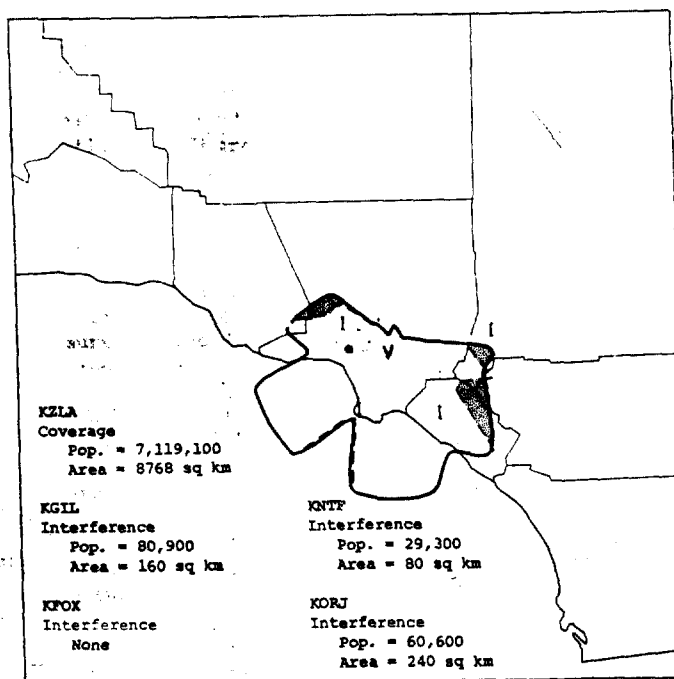 KZLA
Coverage
Pop. = 7,119,100
Area = 8768 sq km
KGIL
Interference
Pop. = 80,900
Area = 160 sq km
KFOX
Interference
None
KNTF
Interference
Pop. = 29,300
Area = 80 sq km
KORJ
Interference
Pop. = 60,600
Area = 240 sq km
I
I
V
I